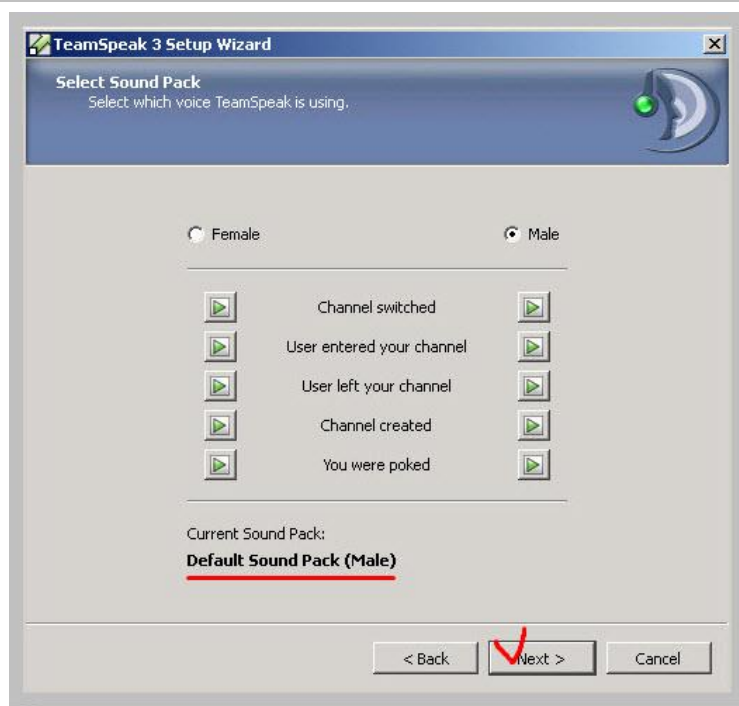 TeamSpeak 3 Setup Wizard
Select Sound Pack
Select which voice TeamSpeak is using.
Female Male
Channel switched
User entered your channel
User left your channel
Channel created
You were poked
Current Sound Pack:
Default Sound Pack (Male)
< Back Next > Cancel